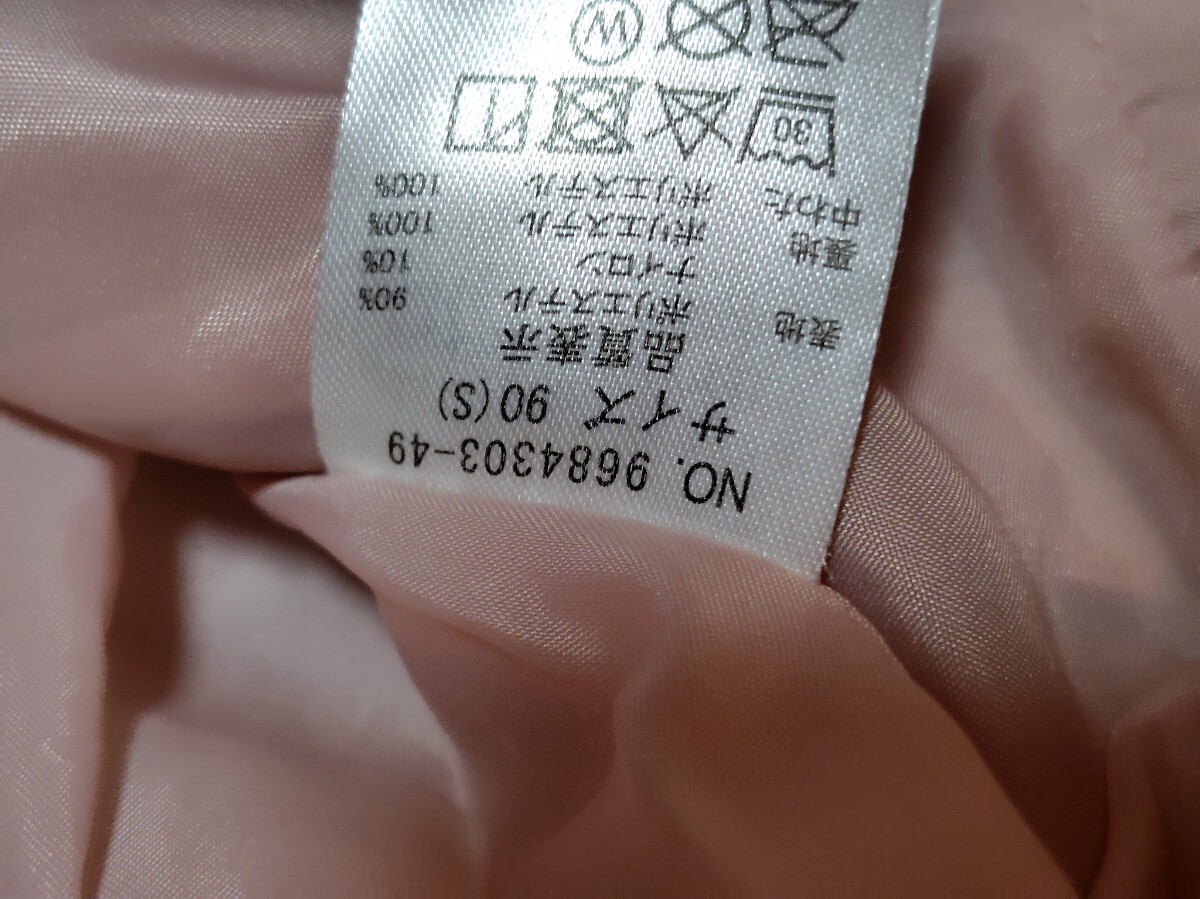 NO. 9684303-49
サイズ 90(S)
品質表示
表地 ポリエステル 90%
ナイロン 10%
裏地 ポリエステル 100%
中わた ポリエステル 100%
30
W